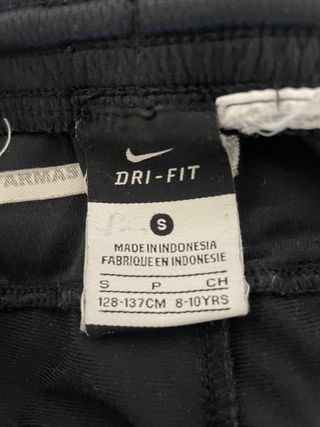 ARMAS
DRI-FIT
S
MADE IN INDONESIA
FABRIQUE EN INDONESIE
S P CH
128-137CM 8-10YRS